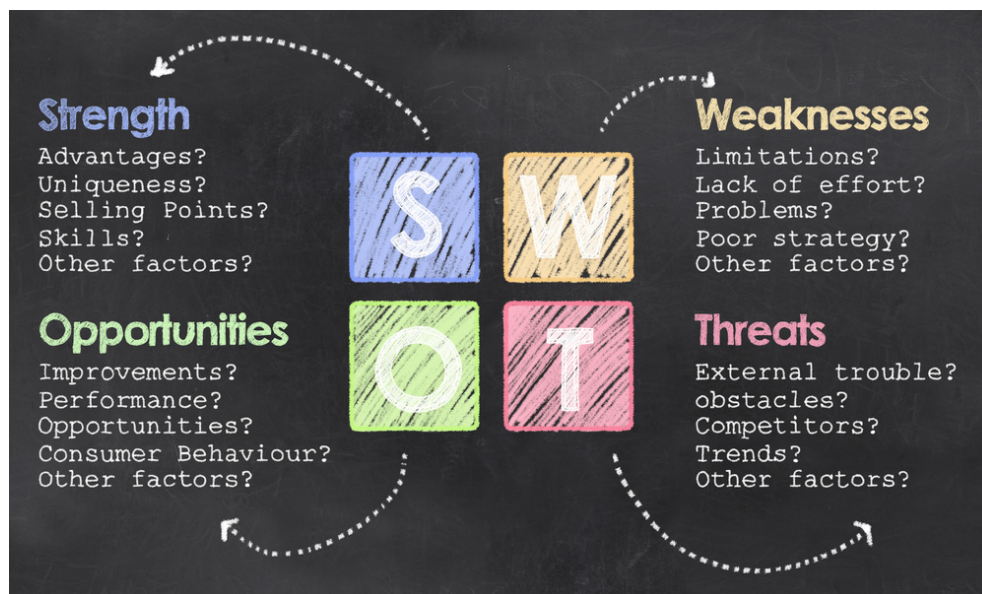 Strength
Advantages?
Uniqueness?
Selling Points?
Skills?
Other factors?
S
W
Weaknesses
Limitations?
Lack of effort?
Problems?
Poor strategy?
Other factors?
Opportunities
Improvements?
Performance?
Opportunities?
Consumer Behaviour?
Other factors?
O
T
Threats
External trouble?
obstacles?
Competitors?
Trends?
Other factors?